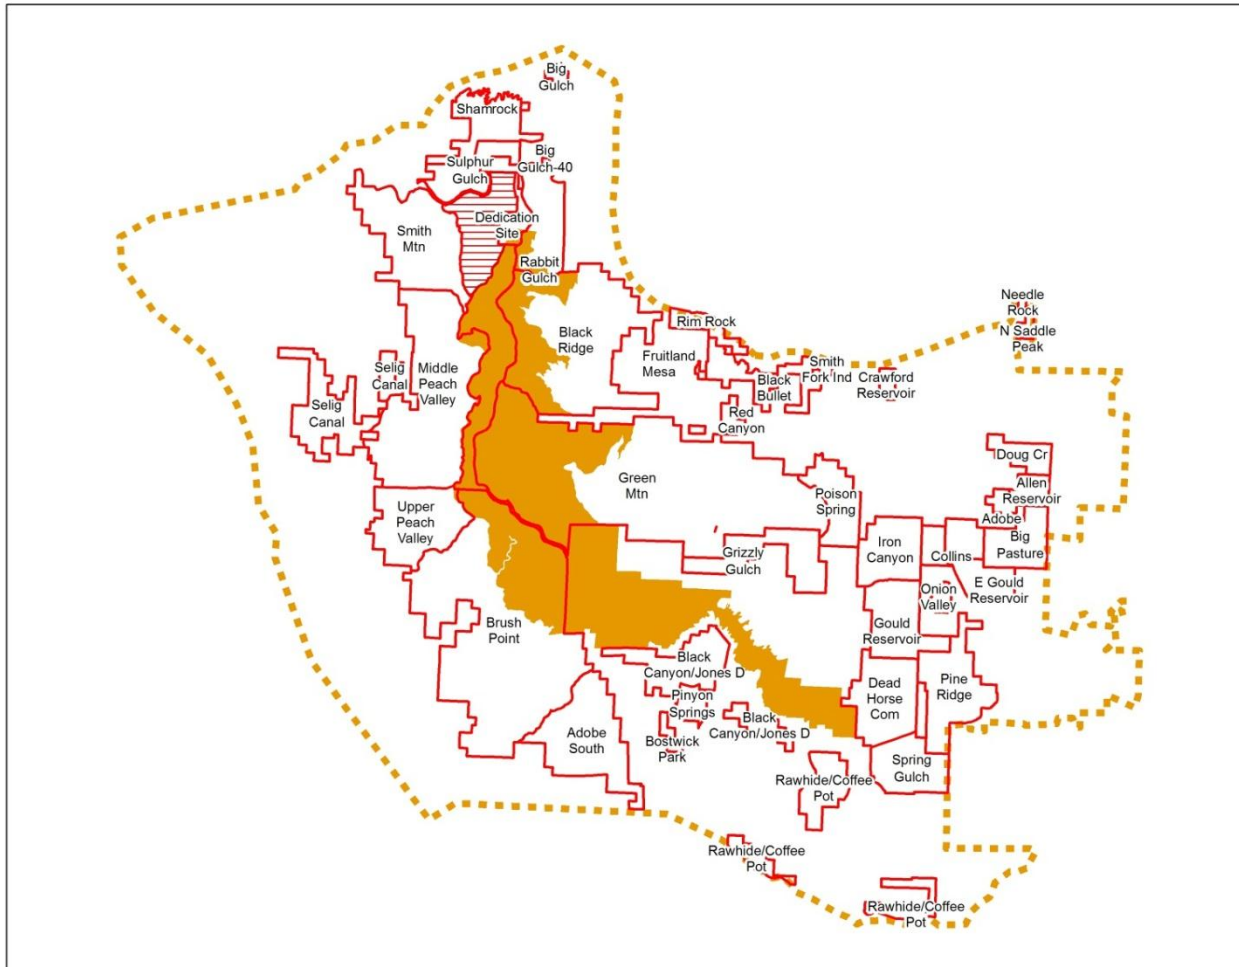 Big
Gulch
Shamrock
Big
Gulch-40
Sulphur
Gulch
Dedication
Site
Smith
Mtn
Rabbit
Gulch
Needle
Rock
N Saddle
Peak
Rim Rock
Black
Ridge
Fruitland
Mesa
Smith
Fork Ind
Selig
Canal
Middle
Peach
Valley
Black
Bullet
Crawford
Reservoir
Selig
Canal
Red
Canyon
Doug Cr
Green
Mtn
Allen
Reservoir
Poison
Spring
Upper
Peach
Valley
Adobe
Iron
Canyon
Big
Pasture
Grizzly
Gulch
Collins
E Gould
Reservoir
Onion
Valley
Brush
Point
Gould
Reservoir
Black
Canyon/Jones D
Dead
Horse
Com
Pine
Ridge
Pinyon
Springs
Black
Canyon/Jones D
Adobe
South
Bostwick
Park
Spring
Gulch
Rawhide/Coffee
Pot
Rawhide/Coffee
Pot
Rawhide/Coffee
Pot